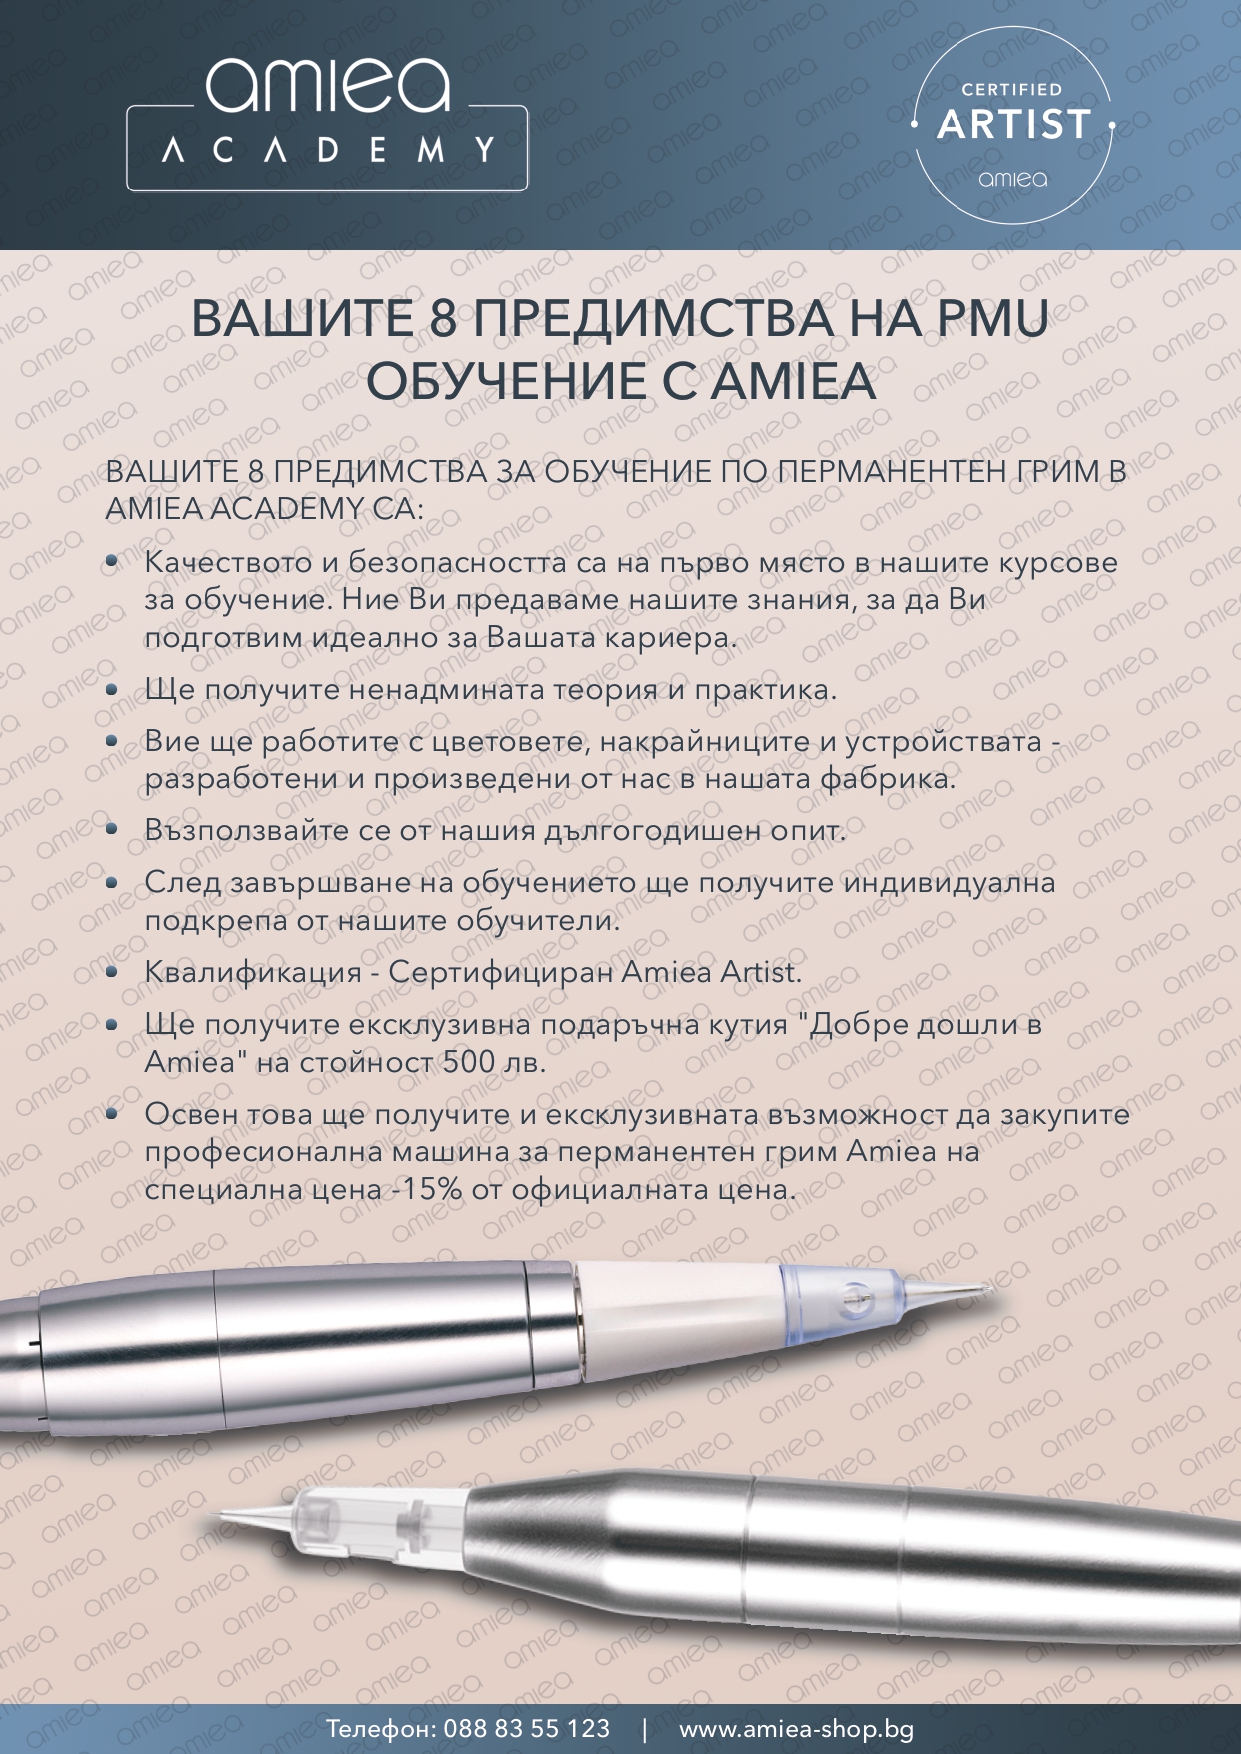 amiea
ACADEMY
CERTIFIED
ARTIST
amiea
ВАШИТЕ 8 ПРЕДИМСТВА НА PMU
ОБУЧЕНИЕ С AMIEA
ВАШИТЕ 8 ПРЕДИМСТВА ЗА ОБУЧЕНИЕ ПО ПЕРМАНЕНТЕН ГРИМ В
AMIEA ACADEMY СА:
• Качеството и безопасността са на първо място в нашите курсове
за обучение. Ние Ви предаваме нашите знания, за да Ви
подготвим идеално за Вашата кариера.
• Ще получите ненадмината теория и практика.
• Вие ще работите с цветовете, накрайниците и устройствата -
разработени и произведени от нас в нашата фабрика.
• Възползвайте се от нашия дългогодишен опит.
• След завършване на обучението ще получите индивидуална
подкрепа от нашите обучители.
• Квалификация - Сертифициран Amiea Artist.
• Ще получите ексклузивна подаръчна кутия "Добре дошли в
Amiea" на стойност 500 лв.
• Освен това ще получите и ексклузивната възможност да закупите
професионална машина за перманентен грим Amiea на
специална цена -15% от официалната цена.
Телефон: 088 83 55 123 | www.amiea-shop.bg